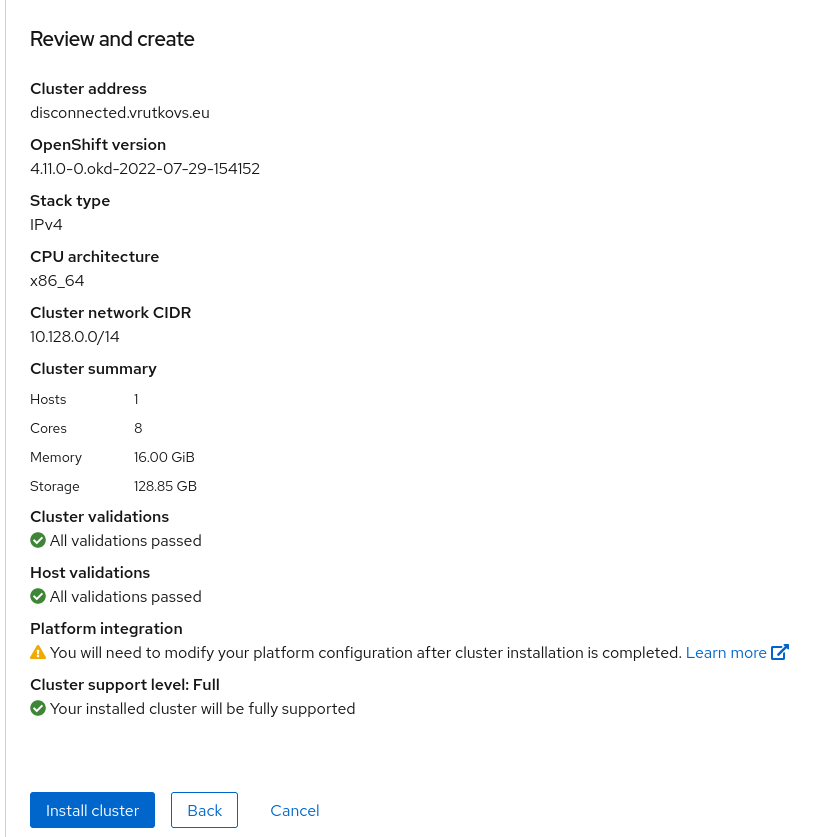 Review and create
Cluster address
disconnected.vrutkovs.eu
OpenShift version
4.11.0-0.okd-2022-07-29-154152
Stack type
IPv4
CPU architecture
x86_64
Cluster network CIDR
10.128.0.0/14
Cluster summary
Hosts 1
Cores 8
Memory 16.00 GiB
Storage 128.85 GB
Cluster validations
All validations passed
Host validations
All validations passed
Platform integration
You will need to modify your platform configuration after cluster installation is completed. Learn more
Cluster support level: Full
Your installed cluster will be fully supported
Install cluster Back Cancel